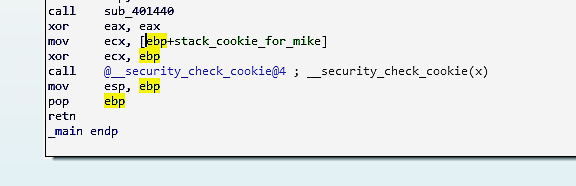 call sub_401440
xor eax, eax
mov ecx, [ebp+stack_cookie_for_mike]
xor ecx, ebp
call @__security_check_cookie@4 ; __security_check_cookie(x)
mov esp, ebp
pop ebp
retn
_main endp